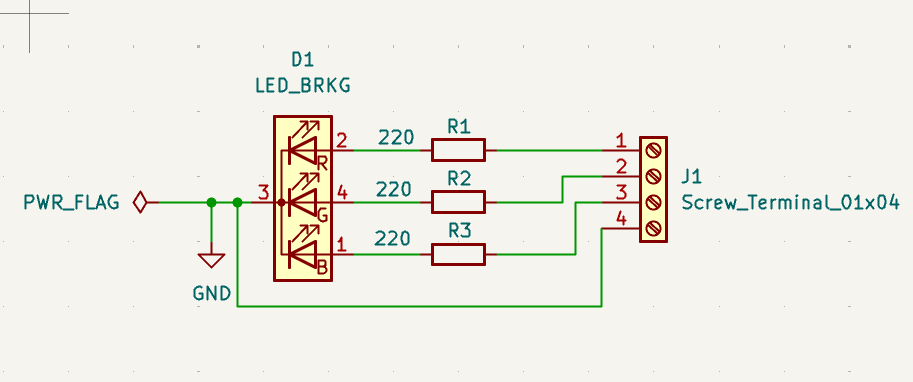 D1
LED_BRKG
2 220 R1 1
R
2
PWR_FLAG 3 4 220 R2 3 J1
G Screw_Terminal_01x04
4
1 220 R3
B
GND